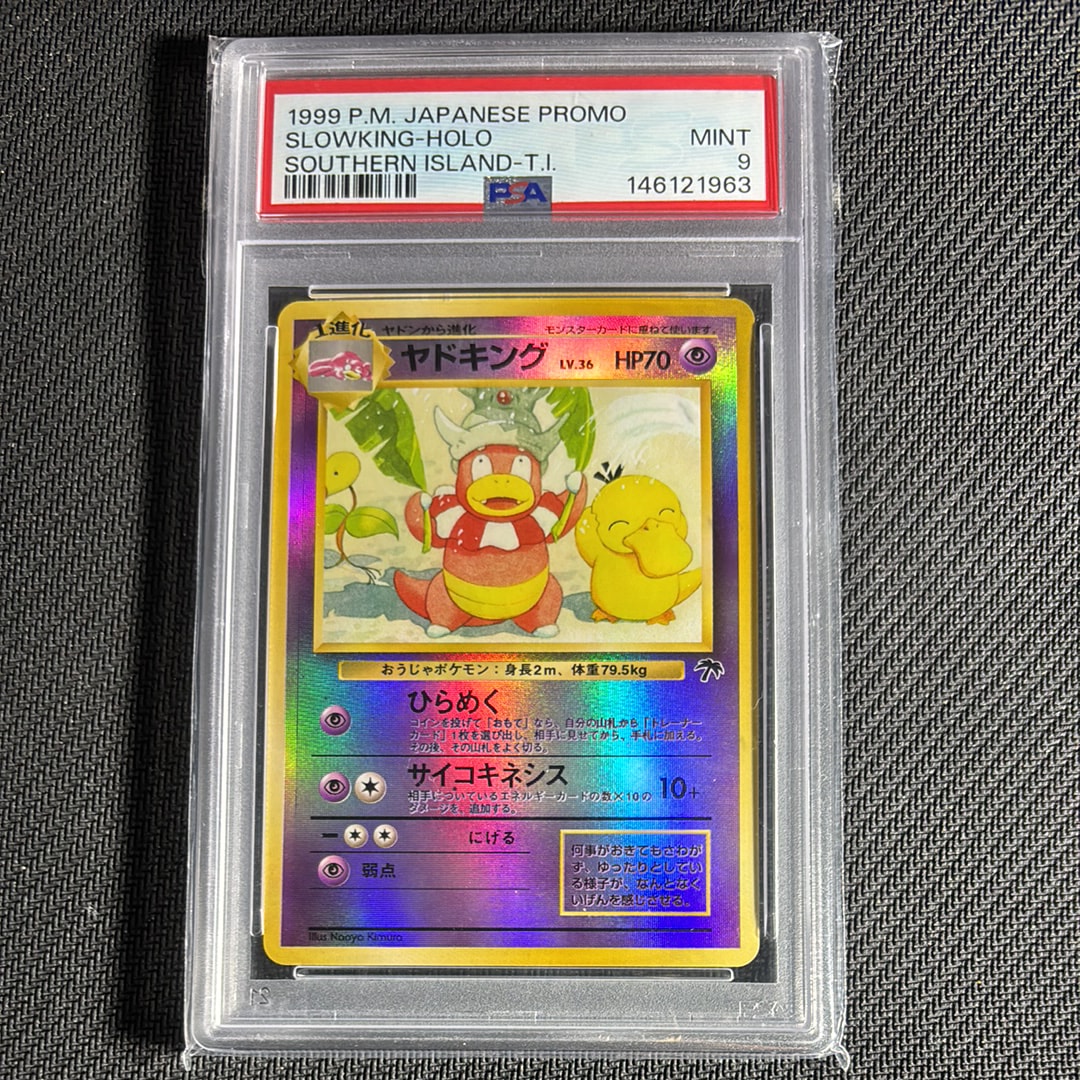 1999 P.M. JAPANESE PROMO
SLOWKING-HOLO MINT
SOUTHERN ISLAND-T.I. 9
146121963
PSA
1進化 ヤドンから進化 モンスターカードに重ねて使います。
ヤドキング LV.36 HP70
おうじゃポケモン：身長2m、体重79.5kg
ひらめく
コインを投げて「おもて」なら、自分の山札から「トレーナー
カード」1枚を選び出し、相手に見せてから、手札に加える。
その後、その山札をよく切る。
サイコキネシス 10+
相手についているエネルギーカードの数×10の
ダメージを、追加する。
にげる
弱点
何事がおきてもさわが
ず、ゆったりとしてい
る様子が、なんとなく
いげんを感じさせる。
Illus. Naoyo Kimura